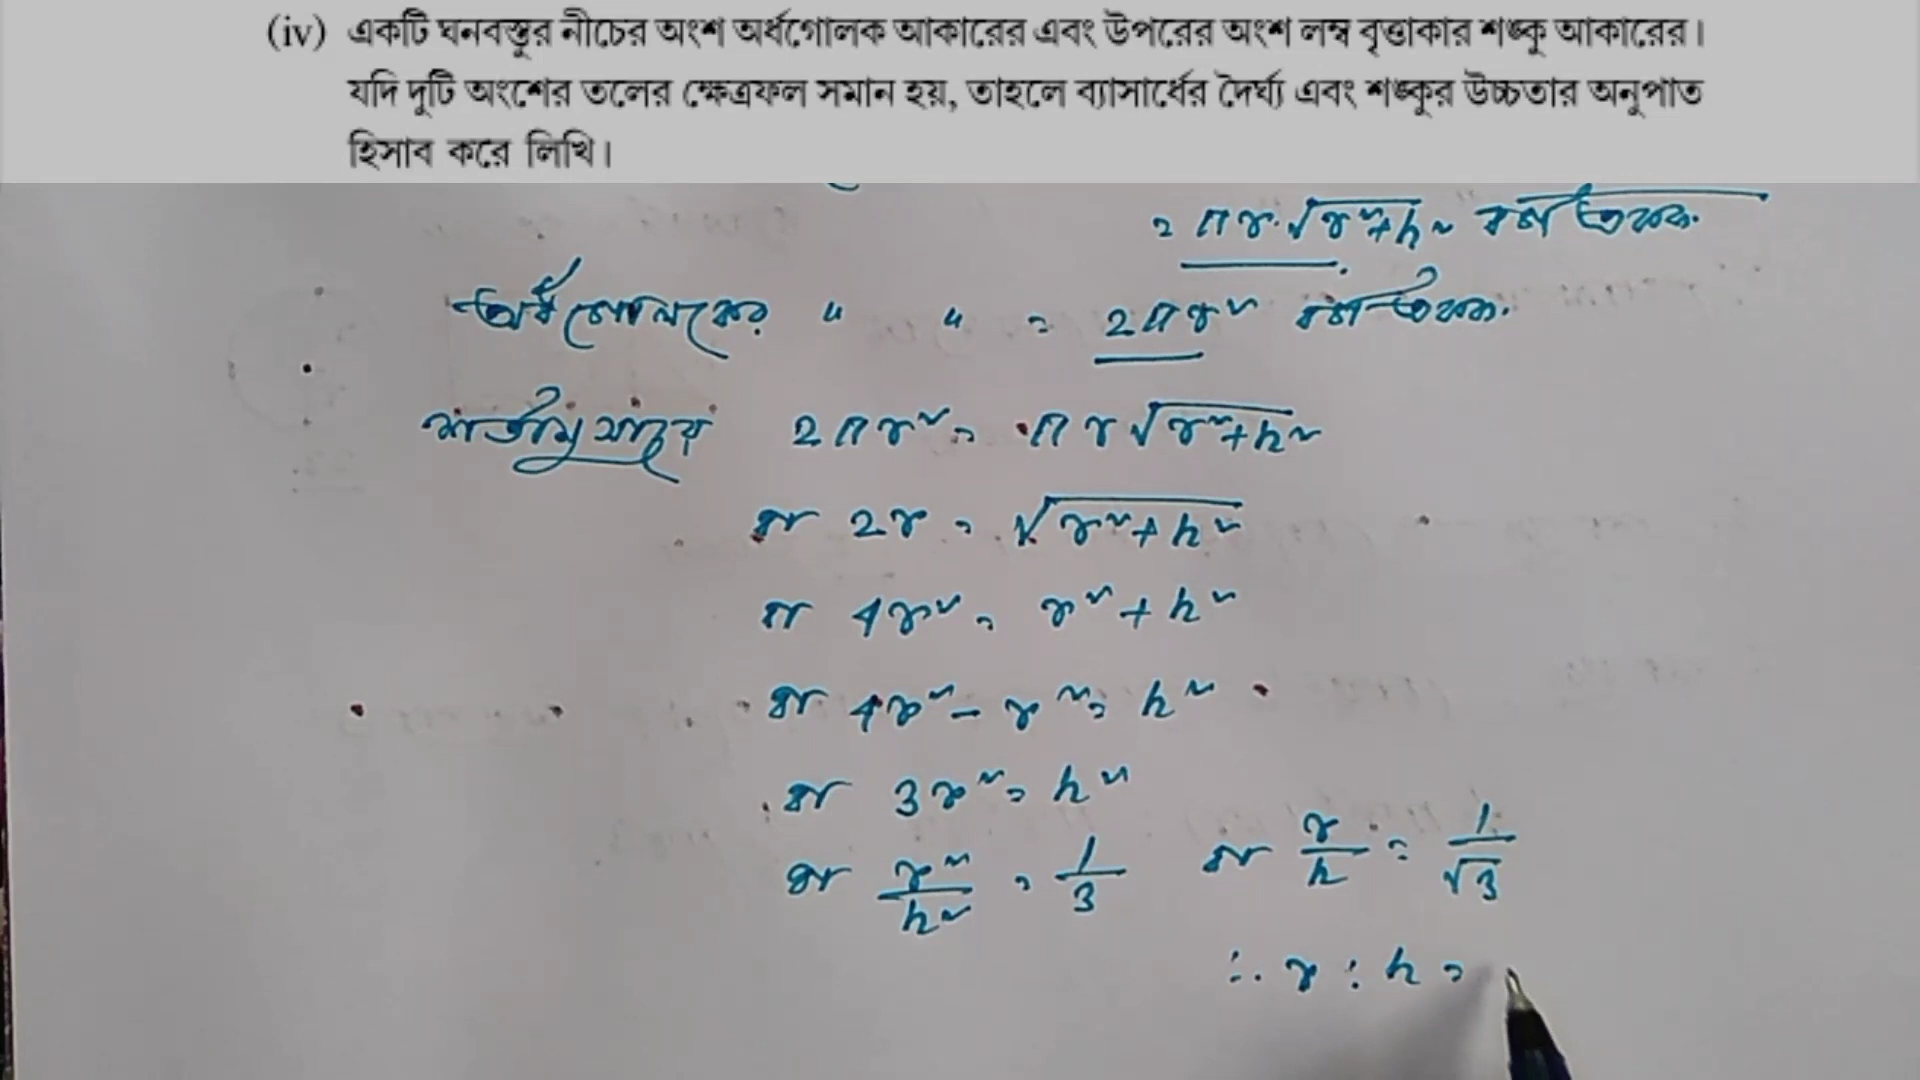 (iv) একটি ঘনবস্তুর নীচের অংশ অর্ধগোলক আকারের এবং উপরের অংশ লম্ব বৃত্তাকার শঙ্কু আকারের।
যদি দুটি অংশের তলের ক্ষেত্রফল সমান হয়, তাহলে ব্যাসার্ধের দৈর্ঘ্য এবং শঙ্কুর উচ্চতার অনুপাত
হিসাব করে লিখি।
= πr.√r²+h² বর্গ একক.
অর্ধগোলকের " " = 2πr² বর্গ একক.
শর্তানুসারে 2πr² = πr√r²+h²
বা 2r = √r²+h²
বা 4r² = r²+h²
বা 4r² - r² = h²
বা 3r² = h²
বা r²/h² = 1/3 বা r/h = 1/√3
∴ r : h =